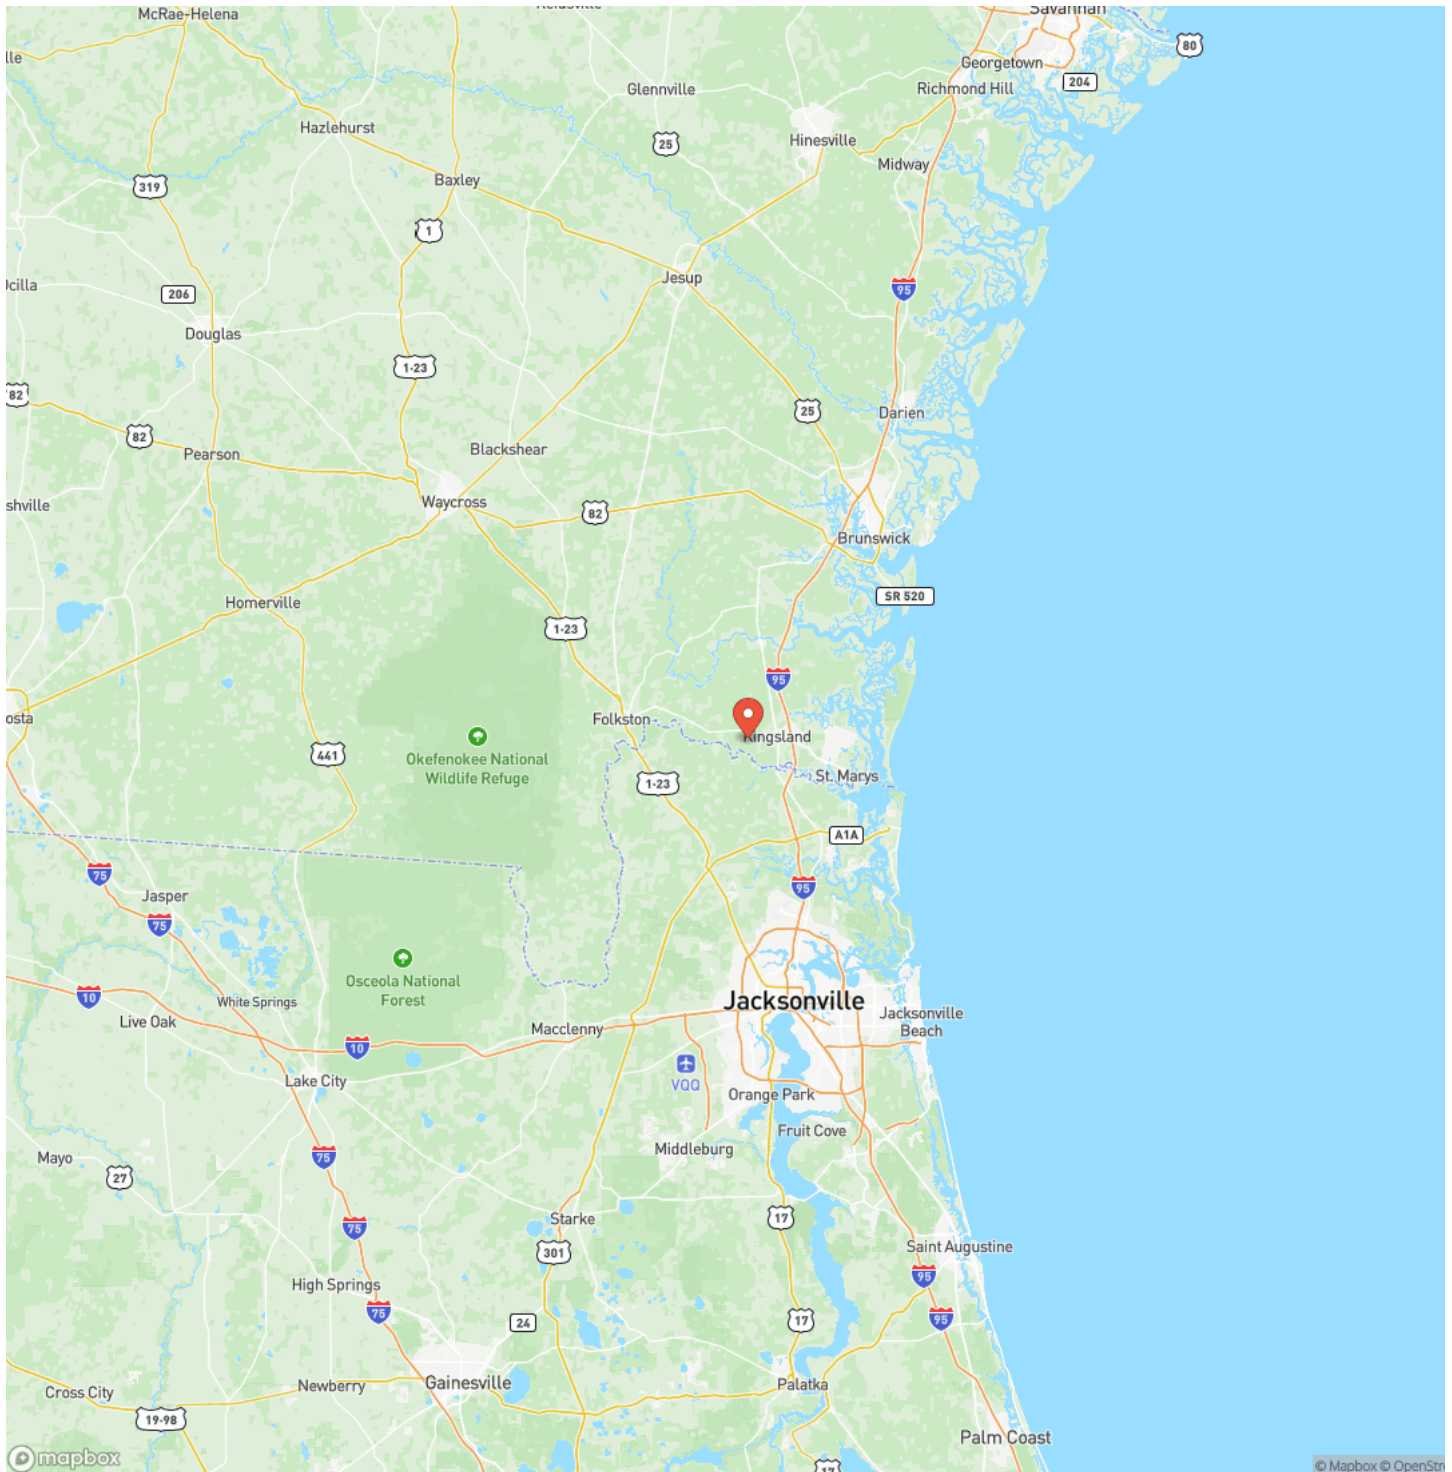 McRae-Helena
Savannah
80
Georgetown
204
Glennville
Richmond Hill
Hazlehurst
25
Hinesville
Midway
319
Baxley
1
Jesup
95
206
Douglas
1-23
82
25
Darien
82
Pearson
Blackshear
Waycross
82
Brunswick
Homerville
SR 520
1-23
95
Folkston
Kingsland
441
Okefenokee National
Wildlife Refuge
St. Marys
1-23
A1A
75
95
Jasper
75
Osceola National
Forest
10
White Springs
Jacksonville
Live Oak
Jacksonville
Beach
Macclenny
10
VQQ
Lake City
Orange Park
Fruit Cove
Middleburg
75
Mayo
27
17
Starke
75
301
Saint Augustine
95
High Springs
75
24
17
95
Gainesville
Newberry
Palatka
Cross City
19-98
Palm Coast
mapbox
17
© Mapbox © OpenStr